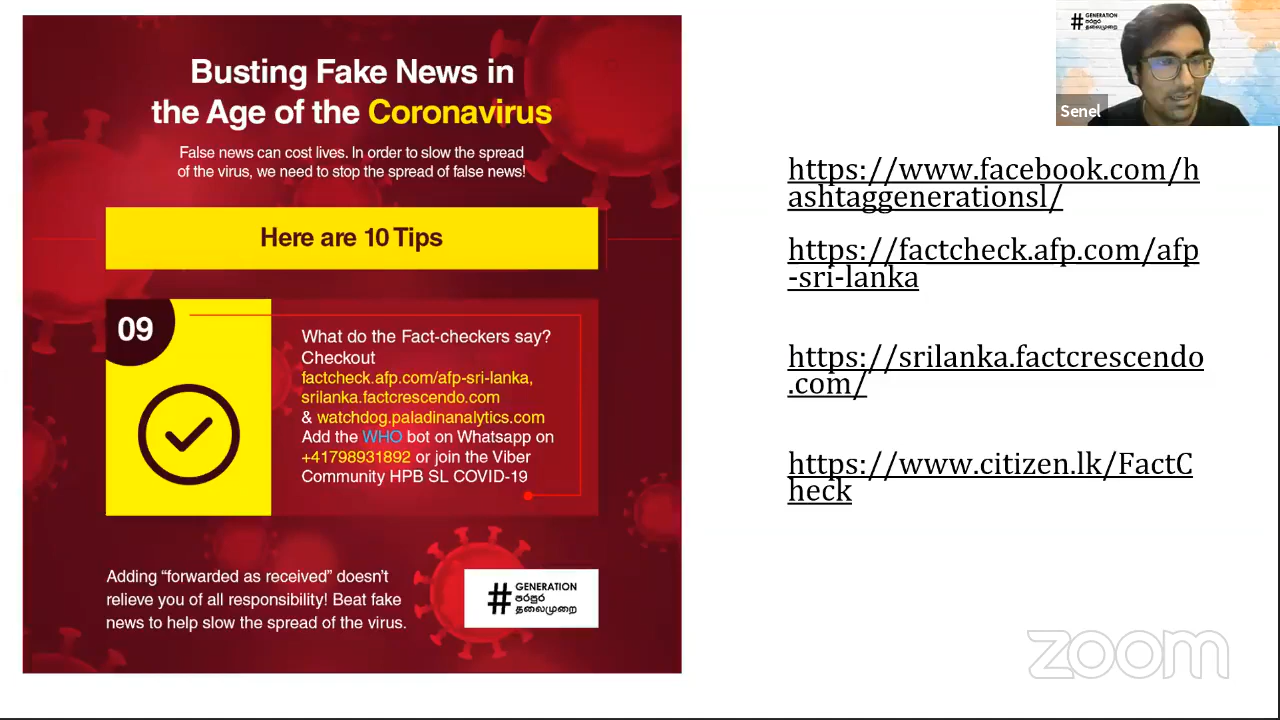 Busting Fake News in
the Age of the Coronavirus
False news can cost lives. In order to slow the spread
of the virus, we need to stop the spread of false news!
Here are 10 Tips
09
What do the Fact-checkers say?
Checkout
factcheck.afp.com/afp-sri-lanka,
srilanka.factcrescendo.com
& watchdog.paladinanalytics.com
Add the WHO bot on Whatsapp on
+41798931892 or join the Viber
Community HPB SL COVID-19
Adding “forwarded as received” doesn’t
relieve you of all responsibility! Beat fake
news to help slow the spread of the virus.
# GENERATION
පරපුර
தலைமுறை
# GENERATION
පරපුර
தலைமுறை
Senel
https://www.facebook.com/h
ashtaggenerationsl/
https://factcheck.afp.com/afp
-sri-lanka
https://srilanka.factcrescendo
.com/
https://www.citizen.lk/FactC
heck
zoom